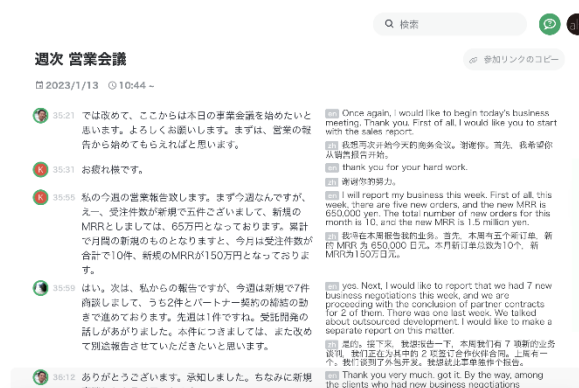 検索
週次 営業会議
参加リンクのコピー
2023/1/13 10:44 ~
35:21 では改めて、ここからは本日の事業会議を始めたいと
思います。よろしくお願いします。まずは、営業の報
告から始めてもらえればと思います。
en Once again, I would like to begin today's business
meeting. Thank you. First of all, I would like you to start
with the sales report.
zh 我想再次开始今天的商务会议。谢谢你。首先，我希望你
从销售报告开始。
K 35:31 お疲れ様です。
en thank you for your hard work.
zh 谢谢你的努力。
K 35:55 私の今週の営業報告致します。まず今週なんですが、
えー、受注件数が新規で五件ございまして、新規の
MRRとしましては、65万円となっております。累計
で月間の新規のものとなりますと、今月は受注件数が
合計で10件、新規のMRRが150万円となっておりま
す。
en I will report my business this week. First of all, this
week, there are five new orders, and the new MRR is
650,000 yen. The total number of new orders for this
month is 10, and the new MRR is 1.5 million yen.
zh 我将在本周报告我的业务。首先，本周有五个新订单，新
的 MRR 为 650,000 日元。本月新订单总数为10个，新
MRR为150万日元。
35:59 はい。次は、私からの報告ですが、今週は新規で7件
商談しまして、うち2件とパートナー契約の締結の動
きで進めております。先週は1件ですね。受託開発の
話しがありました。本件につきましては、また改め
て別途報告させていただきたいと思います。
en yes. Next, I would like to report that we had 7 new
business negotiations this week, and we are
proceeding with the conclusion of partner contracts
for 2 of them. There was one last week. We talked
about outsourced development. I would like to make a
separate report on this matter.
zh 是的。接下来，我想报告一下，本周我们有 7 项新的业务
谈判，我们正在为其中的 2 项签订合作伙伴合同。上周有一
个。我们谈到了外包开发。我想就此事单独作个报告。
K 36:12 ありがとうございます。承知しました。ちなみに新規
en Thank you very much, got it. By the way, among
the clients who had new business negotiations